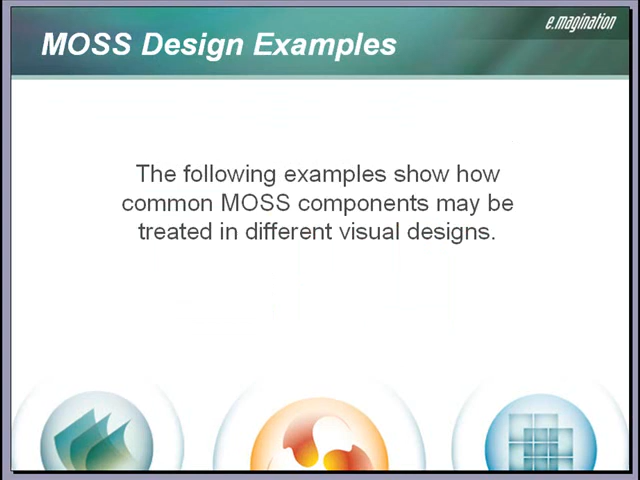 e.magination
MOSS Design Examples
The following examples show how
common MOSS components may be
treated in different visual designs.